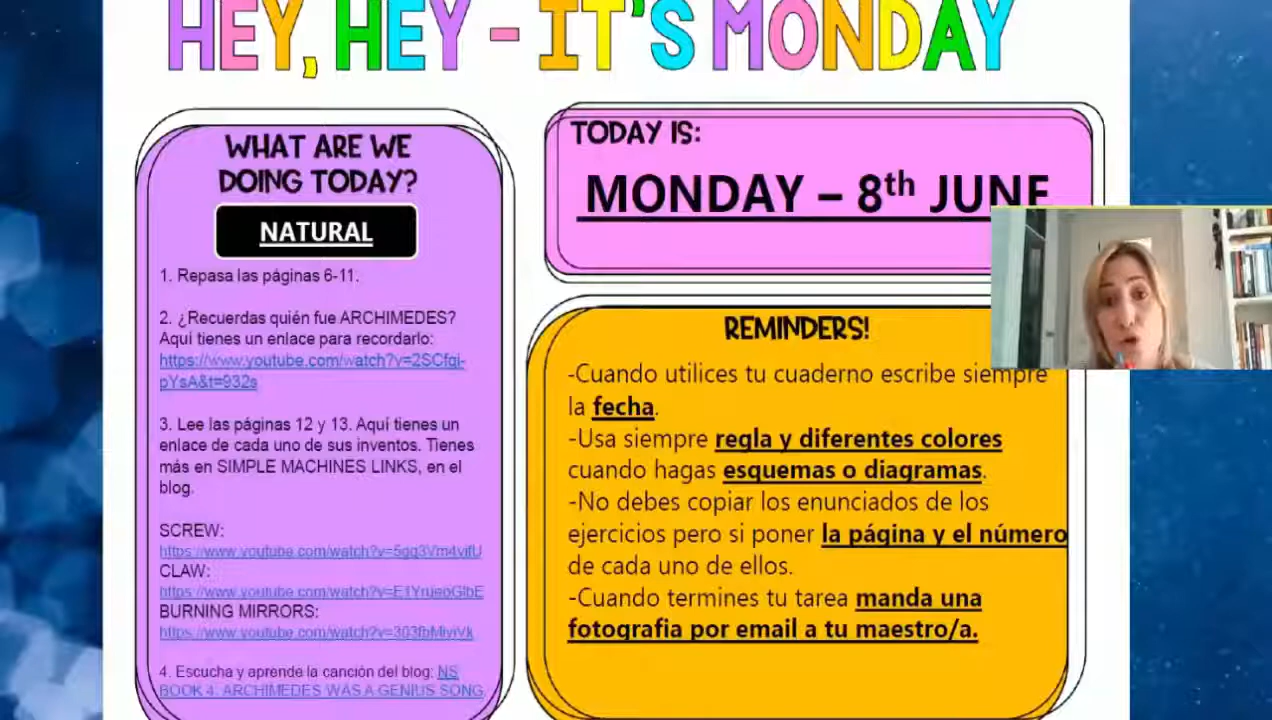 HEY, HEY - IT'S MONDAY
WHAT ARE WE
DOING TODAY?
NATURAL
1. Repasa las páginas 6-11.
2. ¿Recuerdas quién fue ARCHIMEDES?
Aquí tienes un enlace para recordarlo:
https://www.youtube.com/watch?v=2SCfqi-
pYsA&t=932s
3. Lee las páginas 12 y 13. Aquí tienes un
enlace de cada uno de sus inventos. Tienes
más en SIMPLE MACHINES LINKS, en el
blog.
SCREW:
CLAW:
BURNING MIRRORS:
4. Escucha y aprende la canción del blog: NS
BOOK 4: ARCHIMEDES WAS A GENIUS SONG
TODAY IS:
MONDAY – 8th JUNE
REMINDERS!
-Cuando utilices tu cuaderno escribe siempre
la fecha.
-Usa siempre regla y diferentes colores
cuando hagas esquemas o diagramas.
-No debes copiar los enunciados de los
ejercicios pero si poner la página y el número
de cada uno de ellos.
-Cuando termines tu tarea manda una
fotografia por email a tu maestro/a.